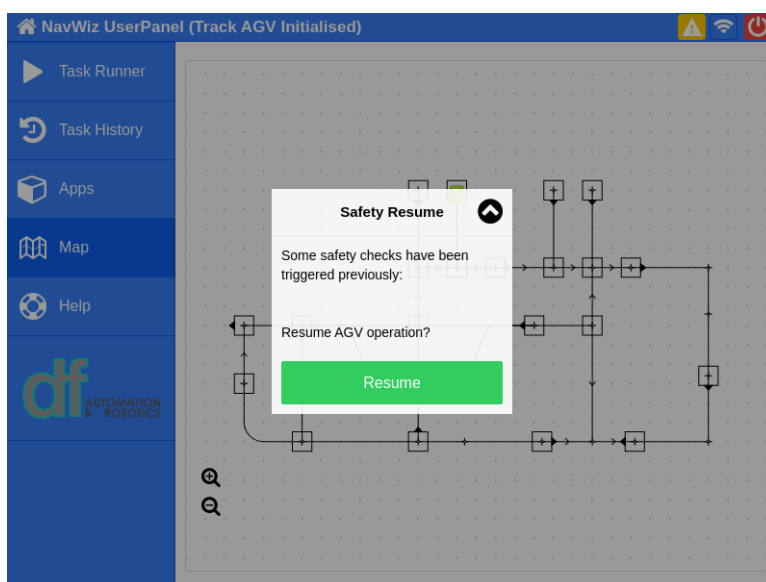 NavWiz UserPanel (Track AGV Initialised)
Task Runner
Task History
Apps
Map
Help
df AUTOMATION
& ROBOTICS
Safety Resume
Some safety checks have been
triggered previously:
Resume AGV operation?
Resume